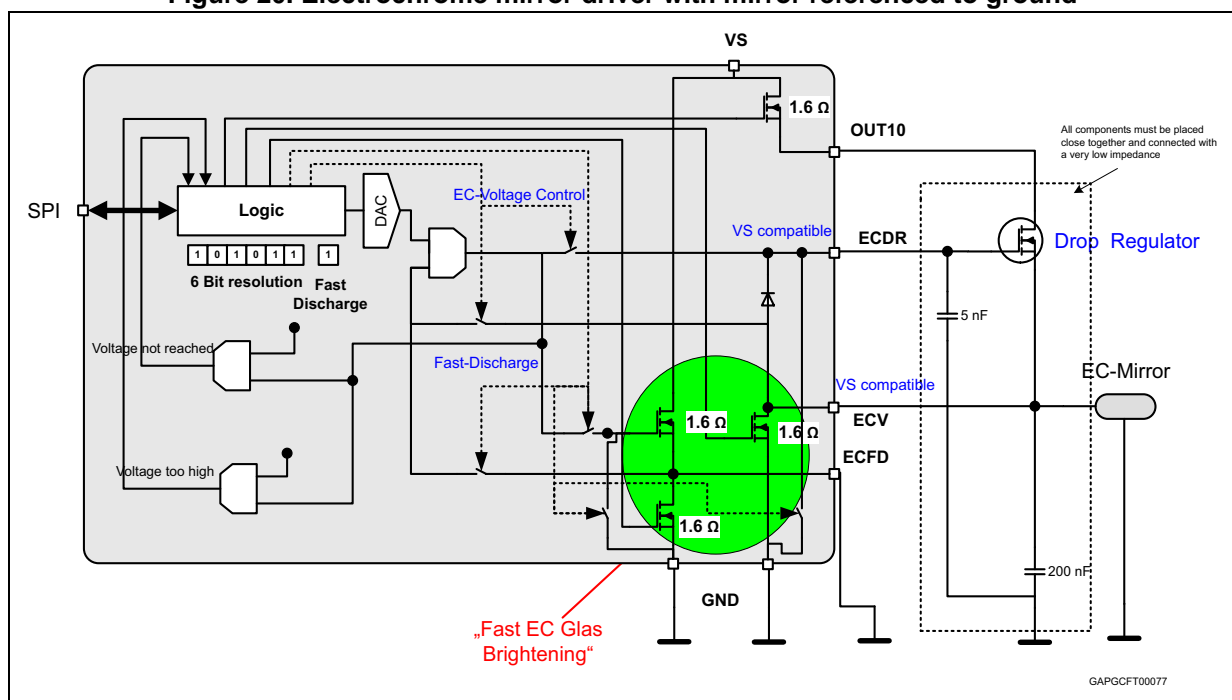 Figure 20. Electrochrome mirror driver with mirror referenced to ground
VS
1.6 Ω
OUT10
All components must be placed
close together and connected with
a very low impedance
SPI
Logic
DAC
EC-Voltage Control
VS compatible
ECDR
Drop Regulator
1 0 1 0 1 1
1
6 Bit resolution
Fast
Discharge
5 nF
Voltage not reached
Fast-Discharge
VS compatible
EC-Mirror
1.6 Ω
1.6 Ω
ECV
ECFD
Voltage too high
1.6 Ω
200 nF
GND
„Fast EC Glas
Brightening“
GAPGCFT00077